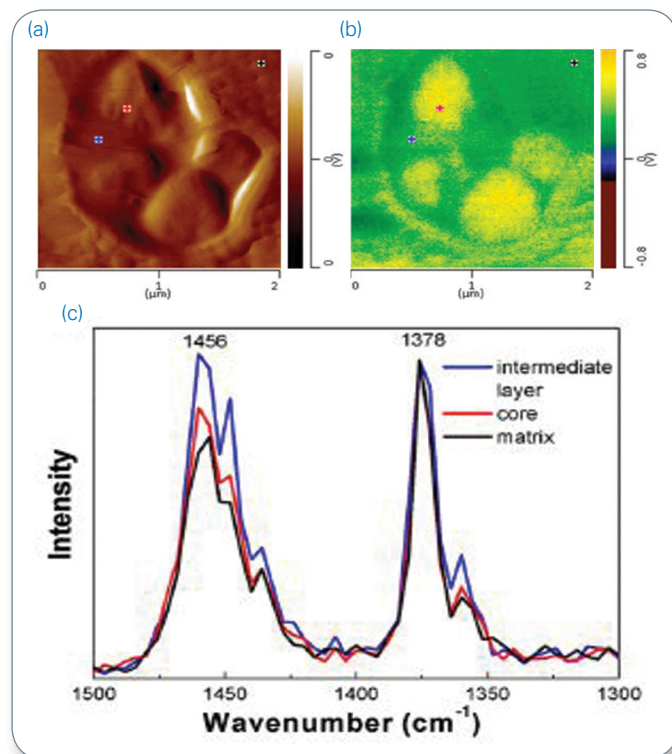 (a)
(b)
0
0
(V)
0
0.8
0
(V)
-0.8
0
1
2
(µm)
0
1
2
(µm)
(c)
1456
1378
intermediate
layer
core
matrix
Intensity
1500
1450
1400
1350
1300
Wavenumber (cm⁻¹)